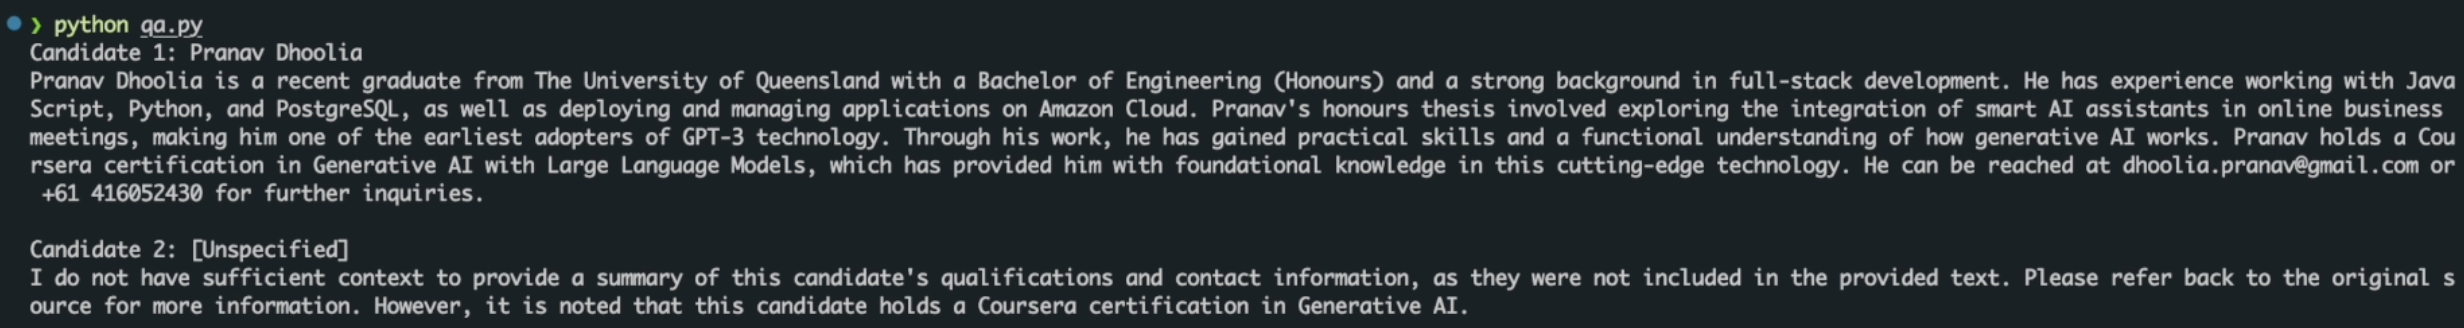 ❯ python qa.py
Candidate 1: Pranav Dhoolia
Pranav Dhoolia is a recent graduate from The University of Queensland with a Bachelor of Engineering (Honours) and a strong background in full-stack development. He has experience working with Java
Script, Python, and PostgreSQL, as well as deploying and managing applications on Amazon Cloud. Pranav's honours thesis involved exploring the integration of smart AI assistants in online business
meetings, making him one of the earliest adopters of GPT-3 technology. Through his work, he has gained practical skills and a functional understanding of how generative AI works. Pranav holds a Cou
rsera certification in Generative AI with Large Language Models, which has provided him with foundational knowledge in this cutting-edge technology. He can be reached at dhoolia.pranav@gmail.com or
+61 416052430 for further inquiries.
Candidate 2: [Unspecified]
I do not have sufficient context to provide a summary of this candidate's qualifications and contact information, as they were not included in the provided text. Please refer back to the original s
ource for more information. However, it is noted that this candidate holds a Coursera certification in Generative AI.